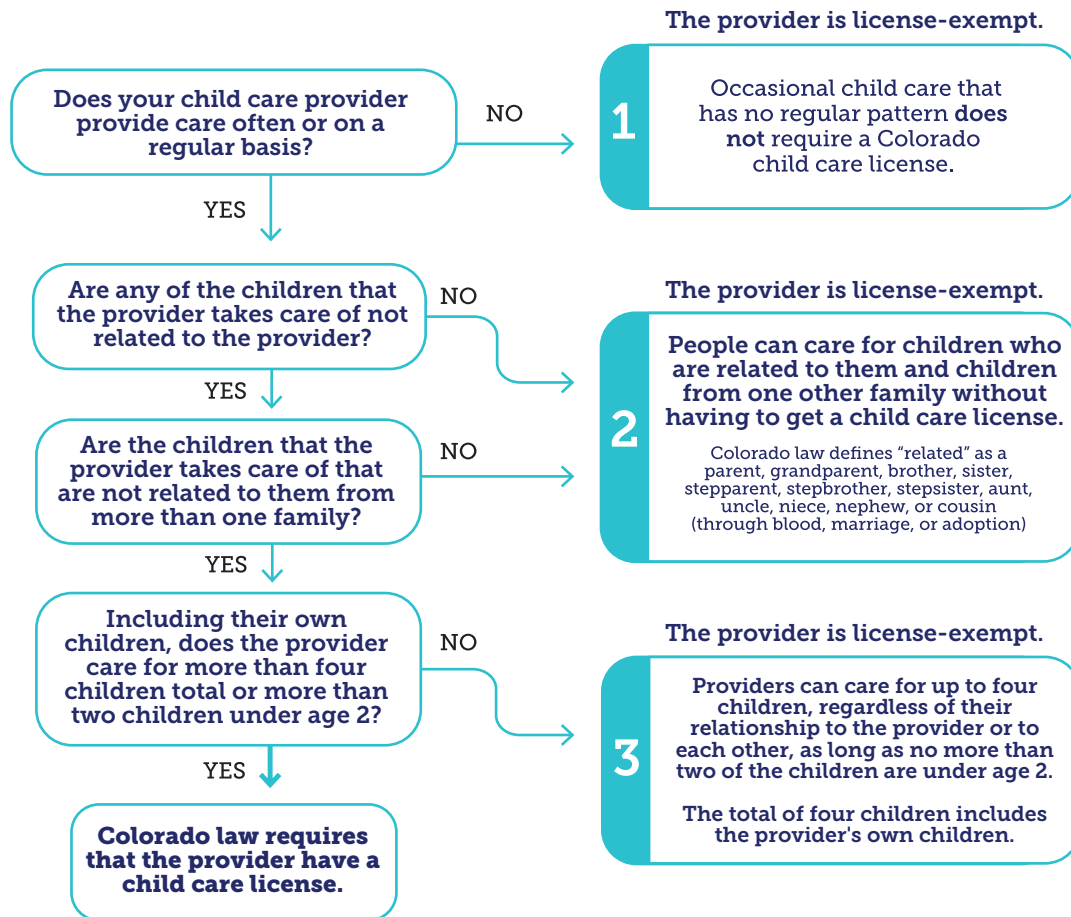 The provider is license-exempt.
Does your child care provider
provide care often or on a
regular basis?
NO
1
Occasional child care that
has no regular pattern does
not require a Colorado
child care license.
YES
Are any of the children that
the provider takes care of not
related to the provider?
NO
The provider is license-exempt.
2
People can care for children who
are related to them and children
from one other family without
having to get a child care license.
Colorado law defines “related” as a
parent, grandparent, brother, sister,
stepparent, stepbrother, stepsister, aunt,
uncle, niece, nephew, or cousin
(through blood, marriage, or adoption)
YES
Are the children that the
provider takes care of that
are not related to them from
more than one family?
NO
YES
Including their own
children, does the provider
care for more than four
children total or more than
two children under age 2?
NO
The provider is license-exempt.
3
Providers can care for up to four
children, regardless of their
relationship to the provider or to
each other, as long as no more than
two of the children are under age 2.
The total of four children includes
the provider's own children.
YES
Colorado law requires
that the provider have a
child care license.